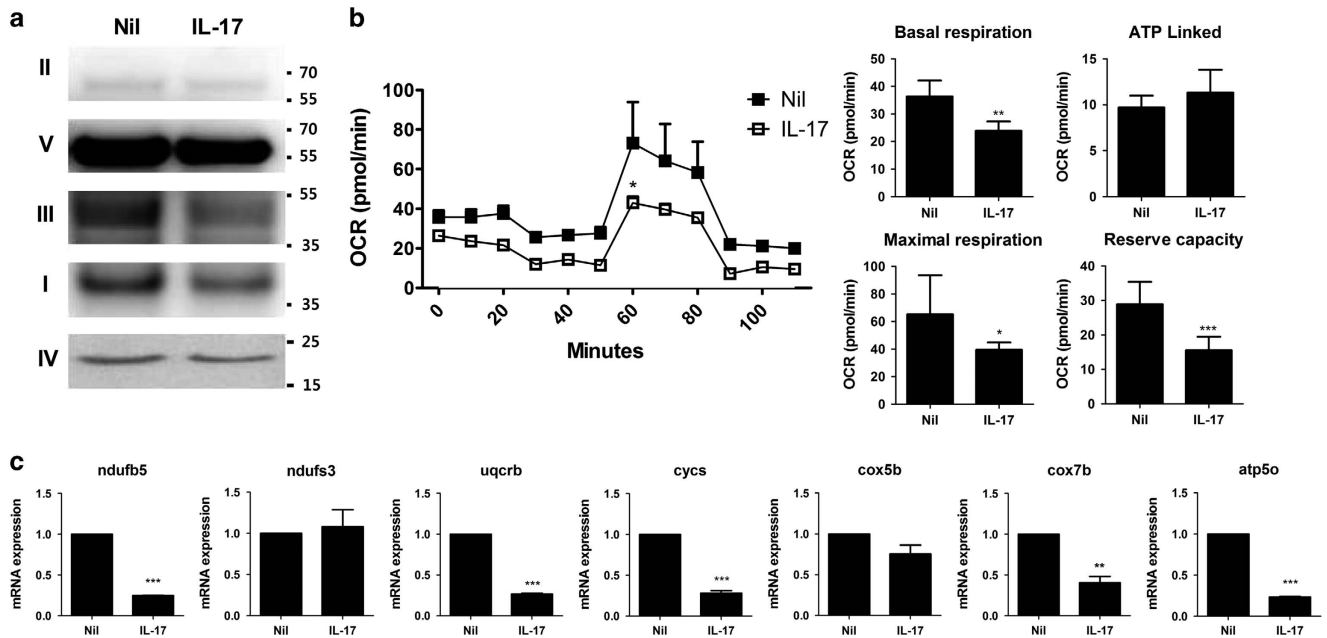 a
Nil IL-17
II
- 70
- 55
V
- 70
- 55
III
- 55
- 35
I
- 35
IV
- 25
- 15
b
OCR (pmol/min)
100
80
60
40
20
0
0 20 40 60 80 100
Minutes
Nil
IL-17
*
Basal respiration
OCR (pmol/min)
50
40
30
20
10
0
**
Nil IL-17
ATP Linked
OCR (pmol/min)
15
10
5
0
Nil IL-17
Maximal respiration
OCR (pmol/min)
100
80
60
40
20
0
*
Nil IL-17
Reserve capacity
OCR (pmol/min)
40
30
20
10
0
***
Nil IL-17
c
ndufb5
mRNA expression
1.5
1.0
0.5
0.0
***
Nil IL-17
ndufs3
mRNA expression
1.5
1.0
0.5
0.0
Nil IL-17
uqcrb
mRNA expression
1.5
1.0
0.5
0.0
***
Nil IL-17
cycs
mRNA expression
1.5
1.0
0.5
0.0
***
Nil IL-17
cox5b
mRNA expression
1.5
1.0
0.5
0.0
Nil IL-17
cox7b
mRNA expression
1.5
1.0
0.5
0.0
**
Nil IL-17
atp5o
mRNA expression
1.5
1.0
0.5
0.0
***
Nil IL-17